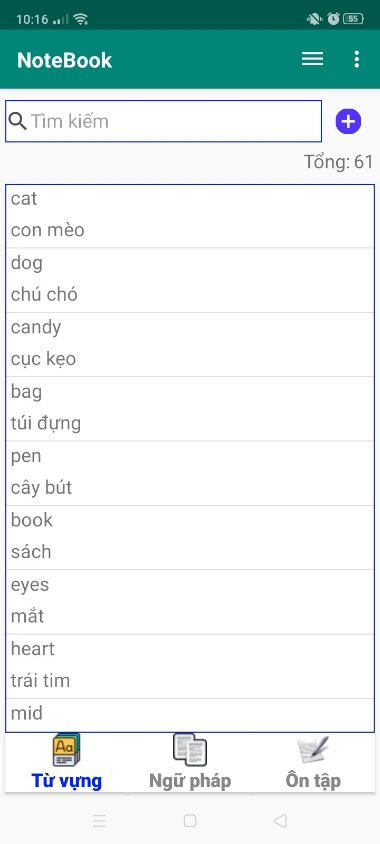 10:16
55
NoteBook
Tìm kiếm
Tổng: 61
cat
con mèo
dog
chú chó
candy
cục kẹo
bag
túi đựng
pen
cây bút
book
sách
eyes
mắt
heart
trái tim
mid
Aa
Từ vựng
Ngữ pháp
Ôn tập